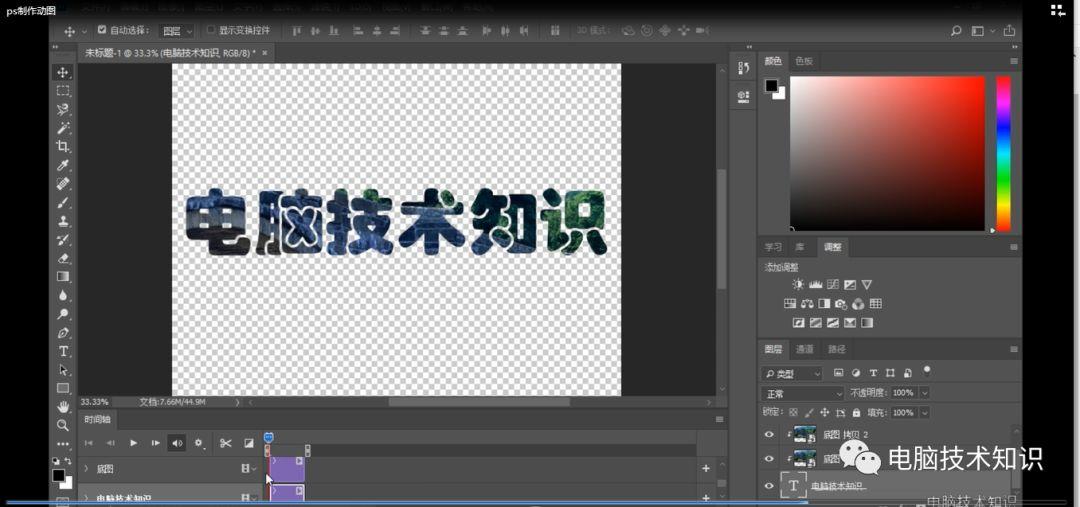 ps制作动图
自动选择:
图层
显示变换控件
3D 模式:
未标题-1 @ 33.3% (电脑技术知识, RGB/8) * ×
颜色
色板
电脑技术知识
学习
库
调整
添加调整
图层
通道
路径
类型
正常
不透明度: 100%
锁定:
填充: 100%
33.33%
文档:7.66M/44.9M
时间轴
底图 拷贝 2
底图
电脑技术知识
电脑技术知识
底图
电脑技术知识
电脑技术知识